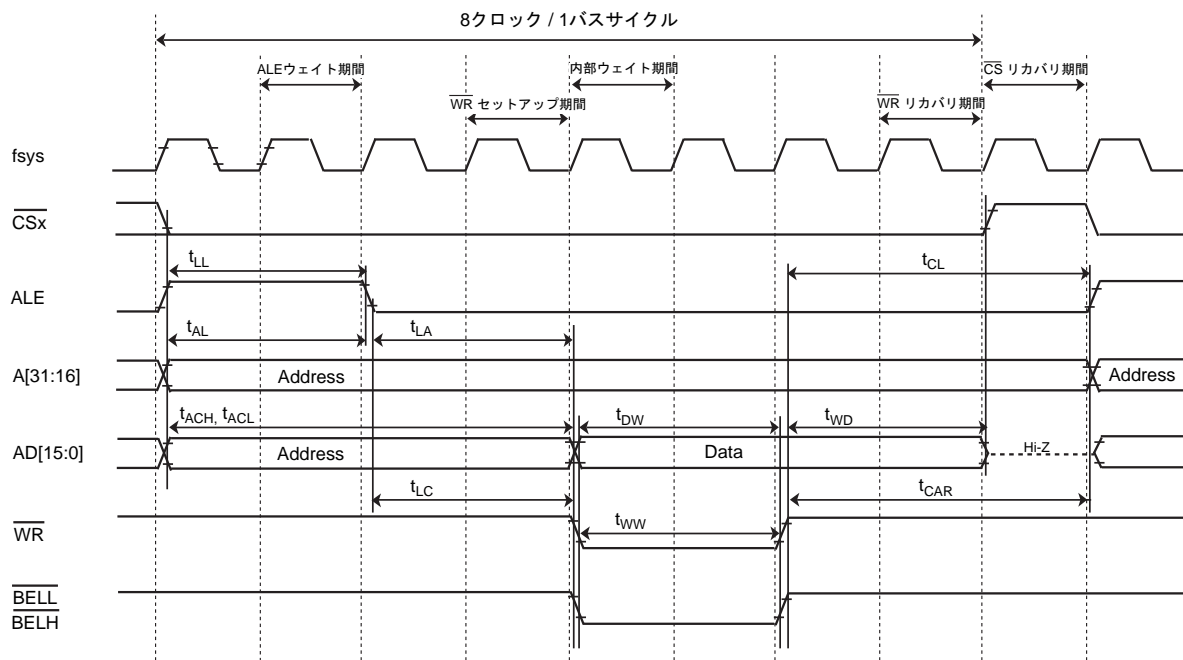 8クロック / 1バスサイクル
ALEウェイト期間
内部ウェイト期間
CS リカバリ期間
WR セットアップ期間
WR リカバリ期間
fsys
CSx
tLL
tCL
ALE
tAL
tLA
A[31:16]
Address
Address
tACH, tACL
tDW
tWD
AD[15:0]
Address
Data
Hi-Z
tLC
tCAR
WR
tWW
BELL
BELH